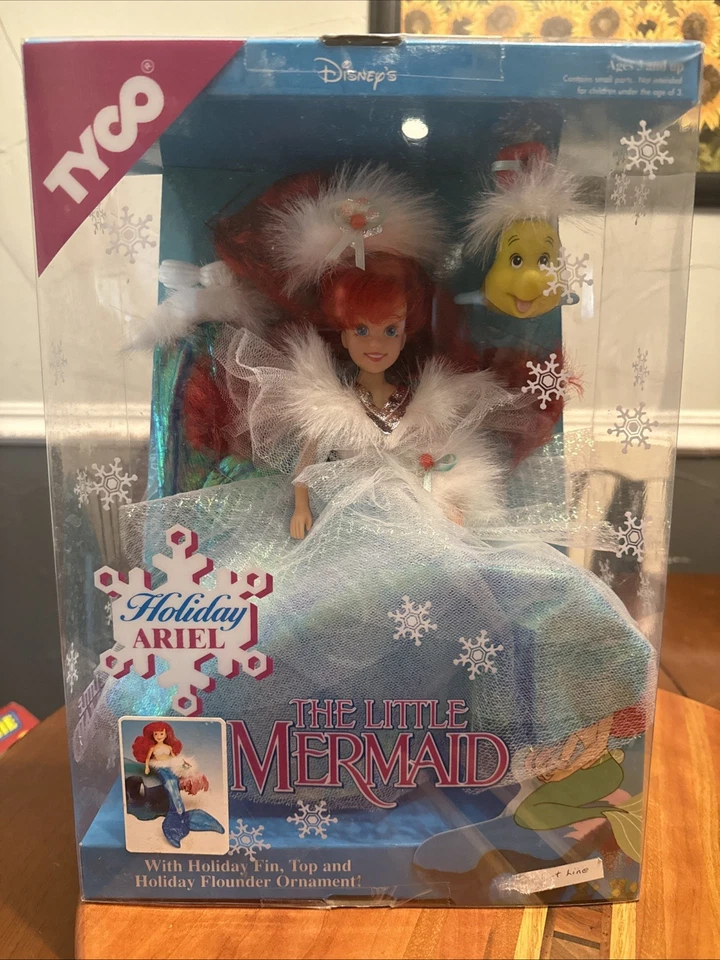 TYCO
®
Disney's
Ages 3 and up
Contains small parts. Not intended
for children under the age of 3.
Holiday
ARIEL
THE LITTLE
MERMAID
With Holiday Fin, Top and
Holiday Flounder Ornament!
Line